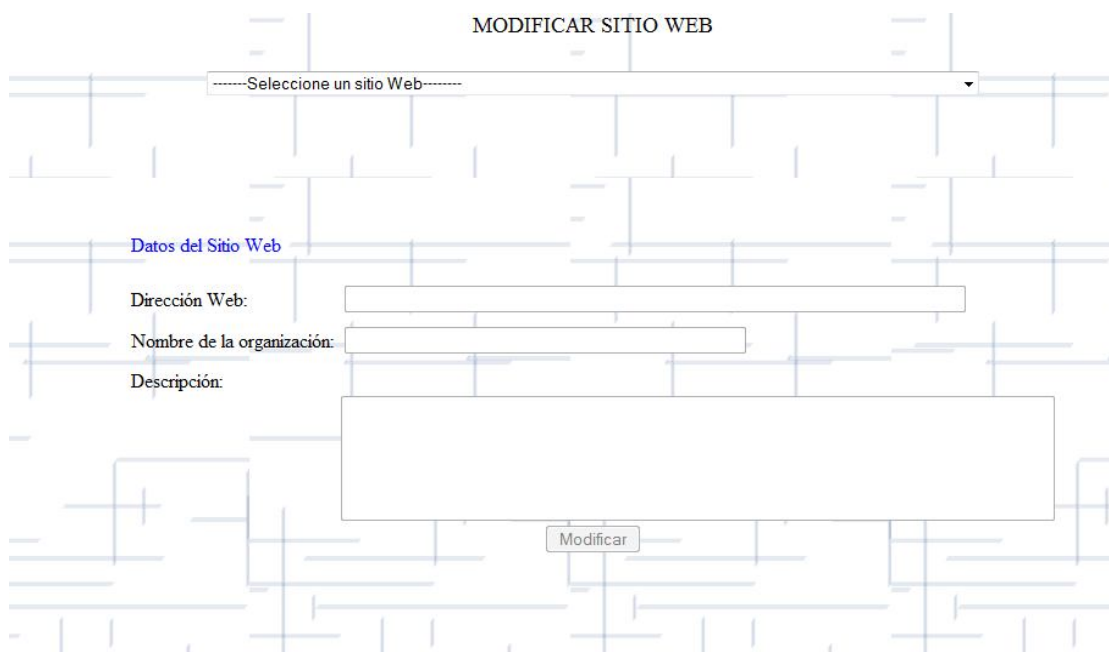 MODIFICAR SITIO WEB
-------Seleccione un sitio Web--------
Datos del Sitio Web
Dirección Web:
Nombre de la organización:
Descripción:
Modificar